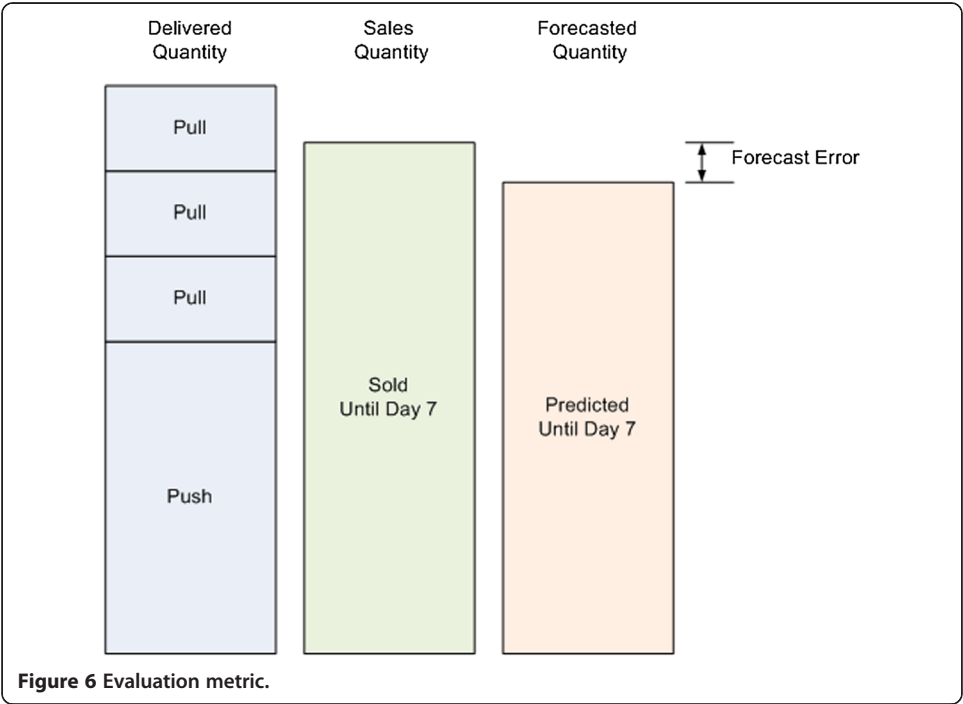 Delivered
Quantity
Sales
Quantity
Forecasted
Quantity
Pull
Pull
Pull
Push
Sold
Until Day 7
Predicted
Until Day 7
Forecast Error
Figure 6 Evaluation metric.